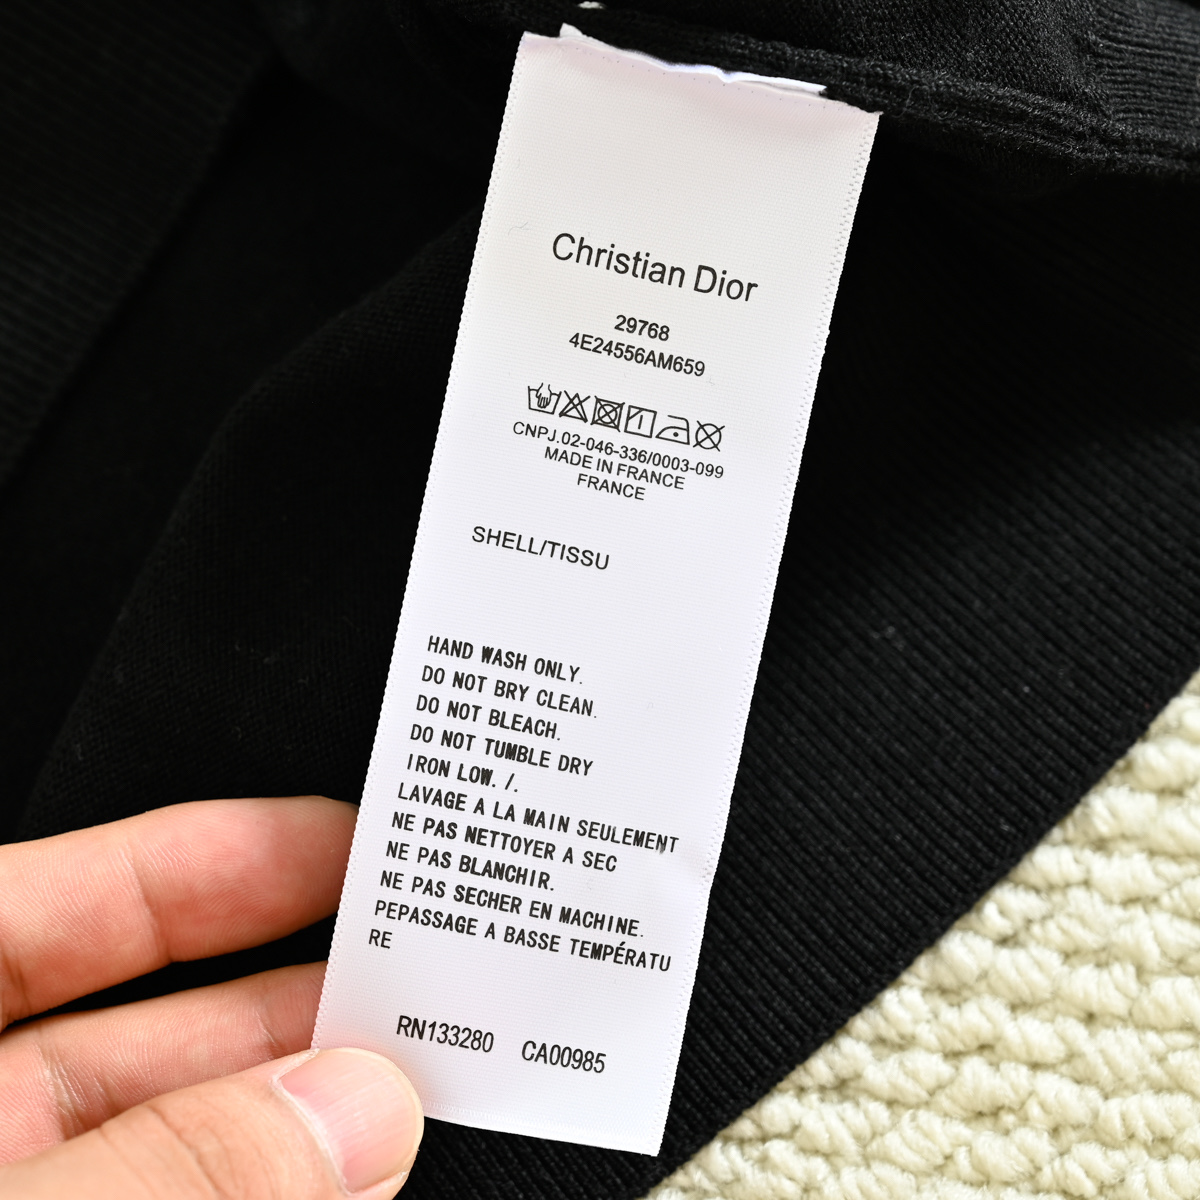 Christian Dior
29768
4E24556AM659
CNPJ.02-046-336/0003-099
MADE IN FRANCE
FRANCE
SHELL/TISSU
HAND WASH ONLY.
DO NOT BRY CLEAN.
DO NOT BLEACH.
DO NOT TUMBLE DRY
IRON LOW. /.
LAVAGE A LA MAIN SEULEMENT
NE PAS NETTOYER A SEC
NE PAS BLANCHIR.
NE PAS SECHER EN MACHINE.
PEPASSAGE A BASSE TEMPÉRATU
RE
RN133280 CA00985